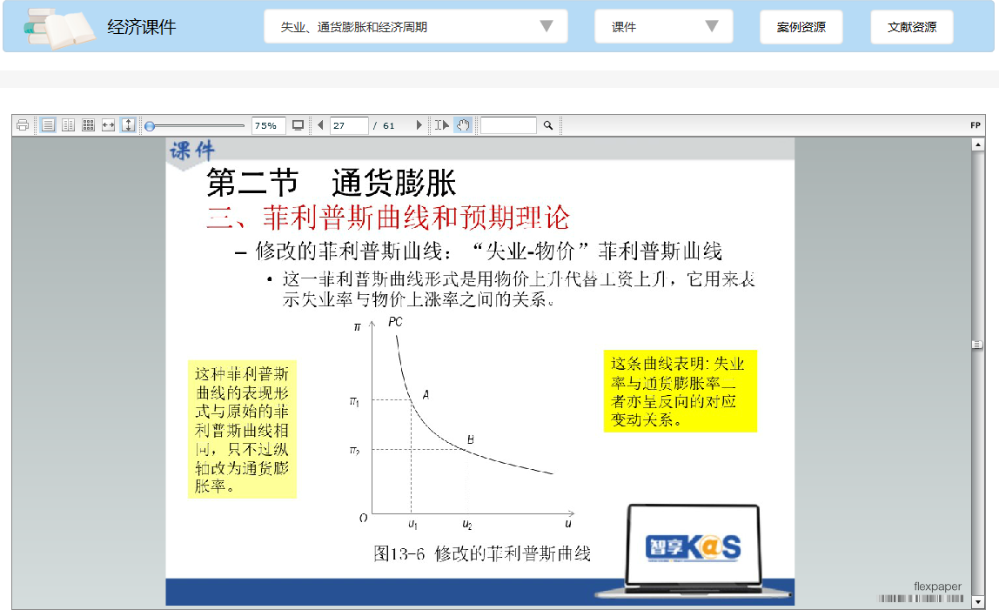 经济课件
失业、通货膨胀和经济周期
课件
案例资源
文献资源
75%
27
/ 61
FP
课件
第二节 通货膨胀
三、菲利普斯曲线和预期理论
– 修改的菲利普斯曲线：“失业-物价”菲利普斯曲线
• 这一菲利普斯曲线形式是用物价上升代替工资上升，它用来表
示失业率与物价上涨率之间的关系。
π
PC
这种菲利普斯
曲线的表现形
式与原始的菲
利普斯曲线相
同，只不过纵
轴改为通货膨
胀率。
π1
A
π2
B
O
u1
u2
u
这条曲线表明: 失业
率与通货膨胀率二
者亦呈反向的对应
变动关系。
图13-6 修改的菲利普斯曲线
智享K@S
flexpaper